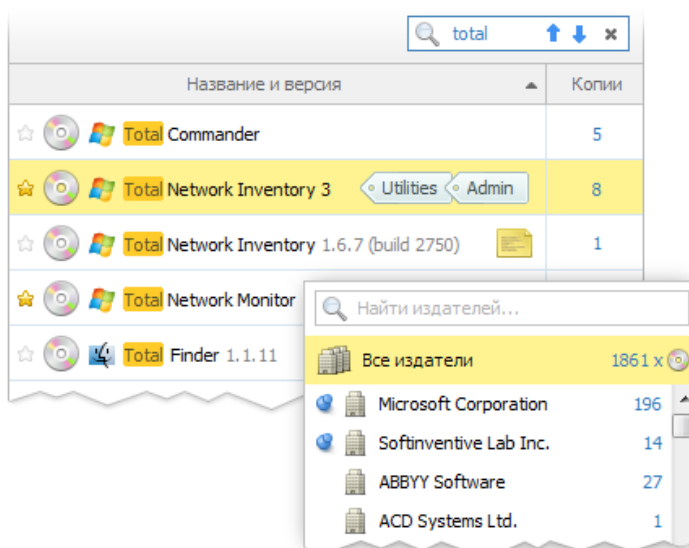 total
Название и версия Копии
Total Commander 5
Total Network Inventory 3 Utilities Admin 8
Total Network Inventory 1.6.7 (build 2750) 1
Total Network Monitor
Total Finder 1.1.11
Найти издателей...
Все издатели 1861 x
Microsoft Corporation 196
Softinventive Lab Inc. 14
ABBYY Software 27
ACD Systems Ltd. 1